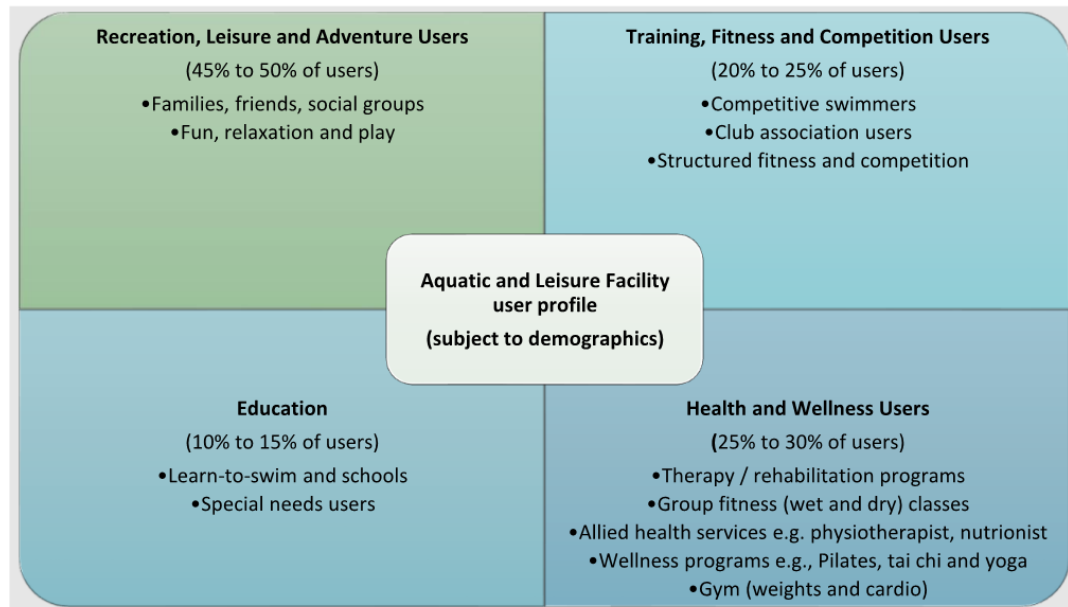 Recreation, Leisure and Adventure Users
(45% to 50% of users)
•Families, friends, social groups
•Fun, relaxation and play
Training, Fitness and Competition Users
(20% to 25% of users)
•Competitive swimmers
•Club association users
•Structured fitness and competition
Aquatic and Leisure Facility
user profile
(subject to demographics)
Education
(10% to 15% of users)
•Learn-to-swim and schools
•Special needs users
Health and Wellness Users
(25% to 30% of users)
•Therapy / rehabilitation programs
•Group fitness (wet and dry) classes
•Allied health services e.g. physiotherapist, nutrionist
•Wellness programs e.g., Pilates, tai chi and yoga
•Gym (weights and cardio)